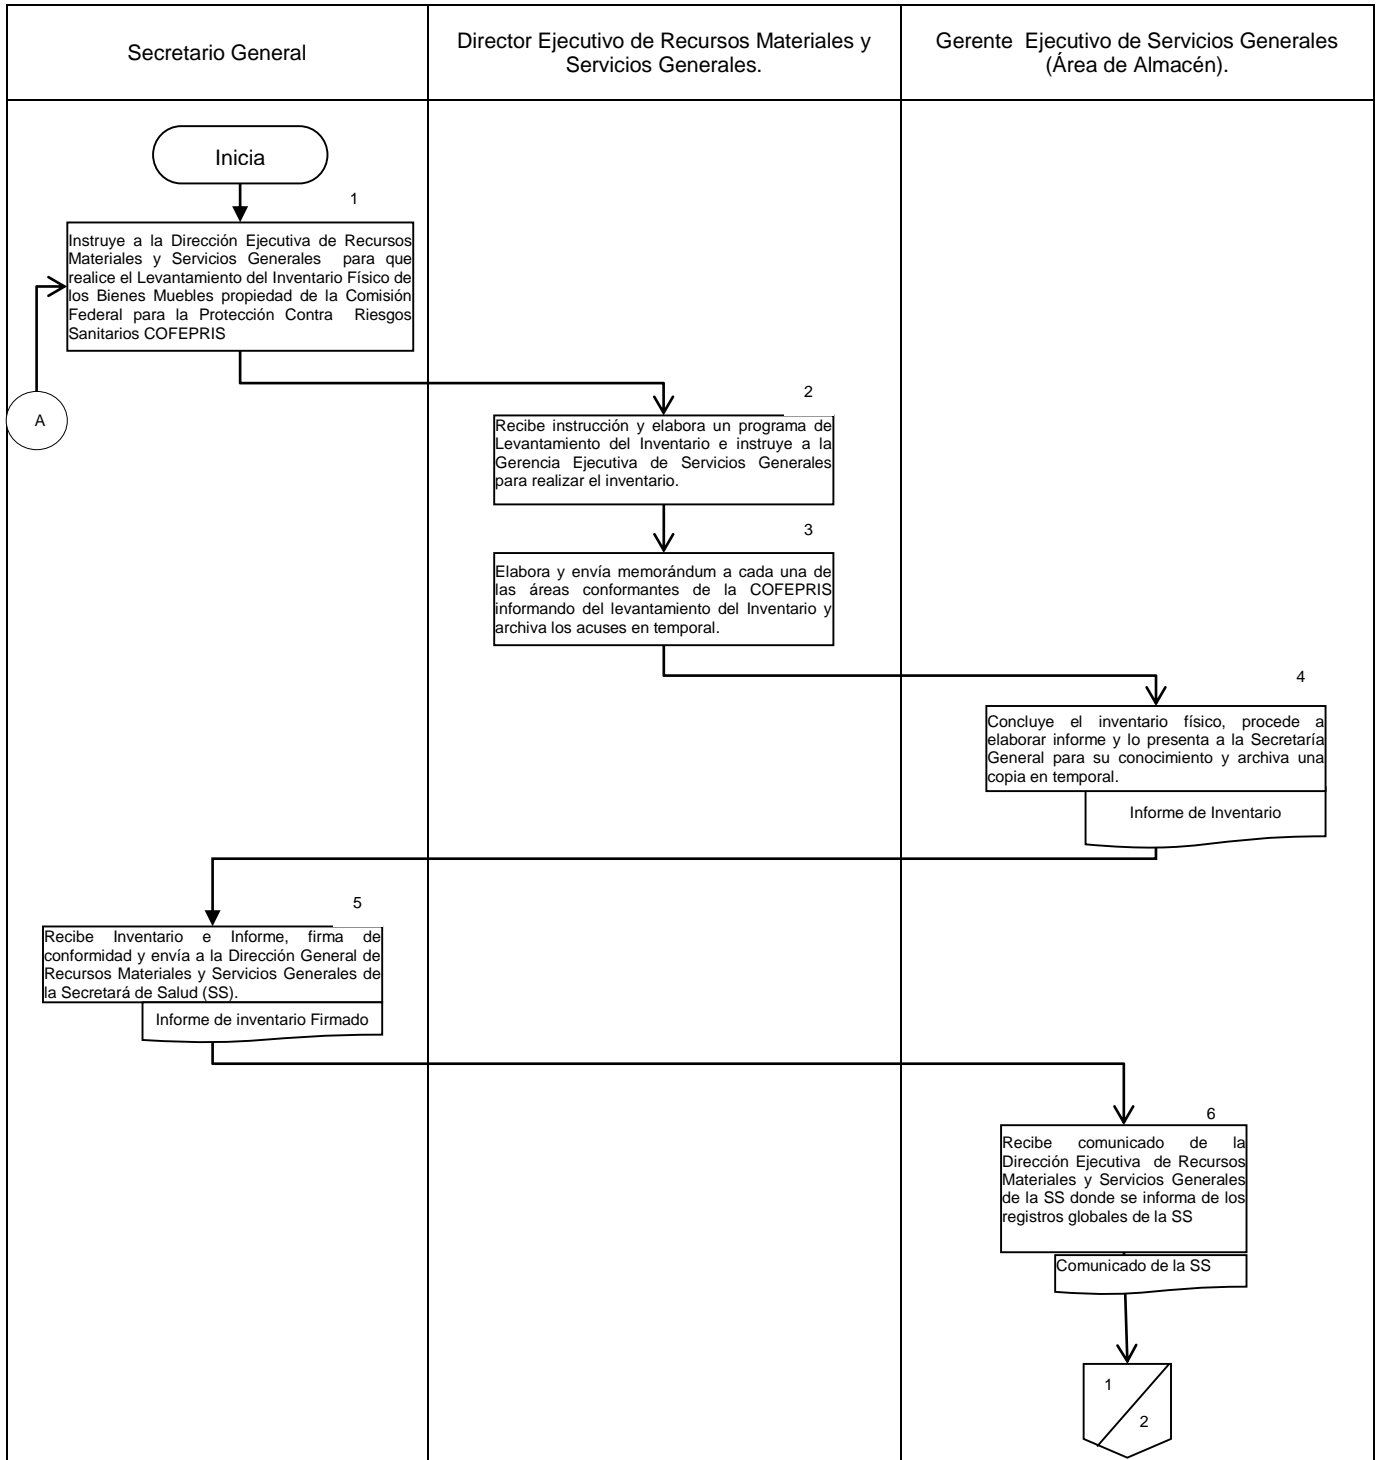 Secretario General
Director Ejecutivo de Recursos Materiales y
Servicios Generales.
Gerente Ejecutivo de Servicios Generales
(Área de Almacén).
Inicia
1
Instruye a la Dirección Ejecutiva de Recursos
Materiales y Servicios Generales para que
realice el Levantamiento del Inventario Físico de
los Bienes Muebles propiedad de la Comisión
Federal para la Protección Contra Riesgos
Sanitarios COFEPRIS
A
2
Recibe instrucción y elabora un programa de
Levantamiento del Inventario e instruye a la
Gerencia Ejecutiva de Servicios Generales
para realizar el inventario.
3
Elabora y envía memorándum a cada una de
las áreas conformantes de la COFEPRIS
informando del levantamiento del Inventario y
archiva los acuses en temporal.
4
Concluye el inventario físico, procede a
elaborar informe y lo presenta a la Secretaría
General para su conocimiento y archiva una
copia en temporal.
Informe de Inventario
5
Recibe Inventario e Informe, firma de
conformidad y envía a la Dirección General de
Recursos Materiales y Servicios Generales de
la Secretará de Salud (SS).
Informe de inventario Firmado
6
Recibe comunicado de la
Dirección Ejecutiva de Recursos
Materiales y Servicios Generales
de la SS donde se informa de los
registros globales de la SS
Comunicado de la SS
1
2